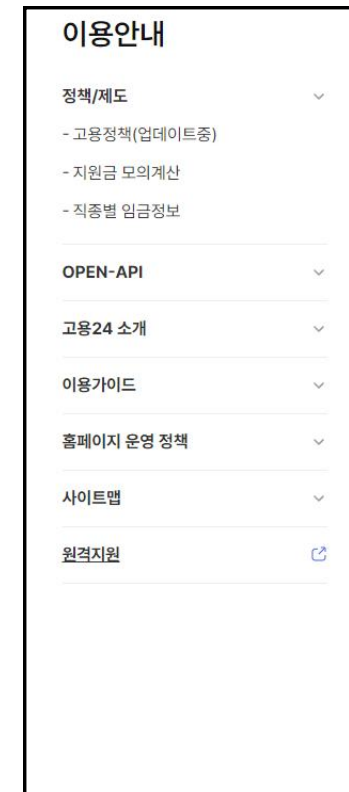 이용안내
정책/제도
- 고용정책(업데이트중)
- 지원금 모의계산
- 직종별 임금정보
OPEN-API
고용24 소개
이용가이드
홈페이지 운영 정책
사이트맵
원격지원